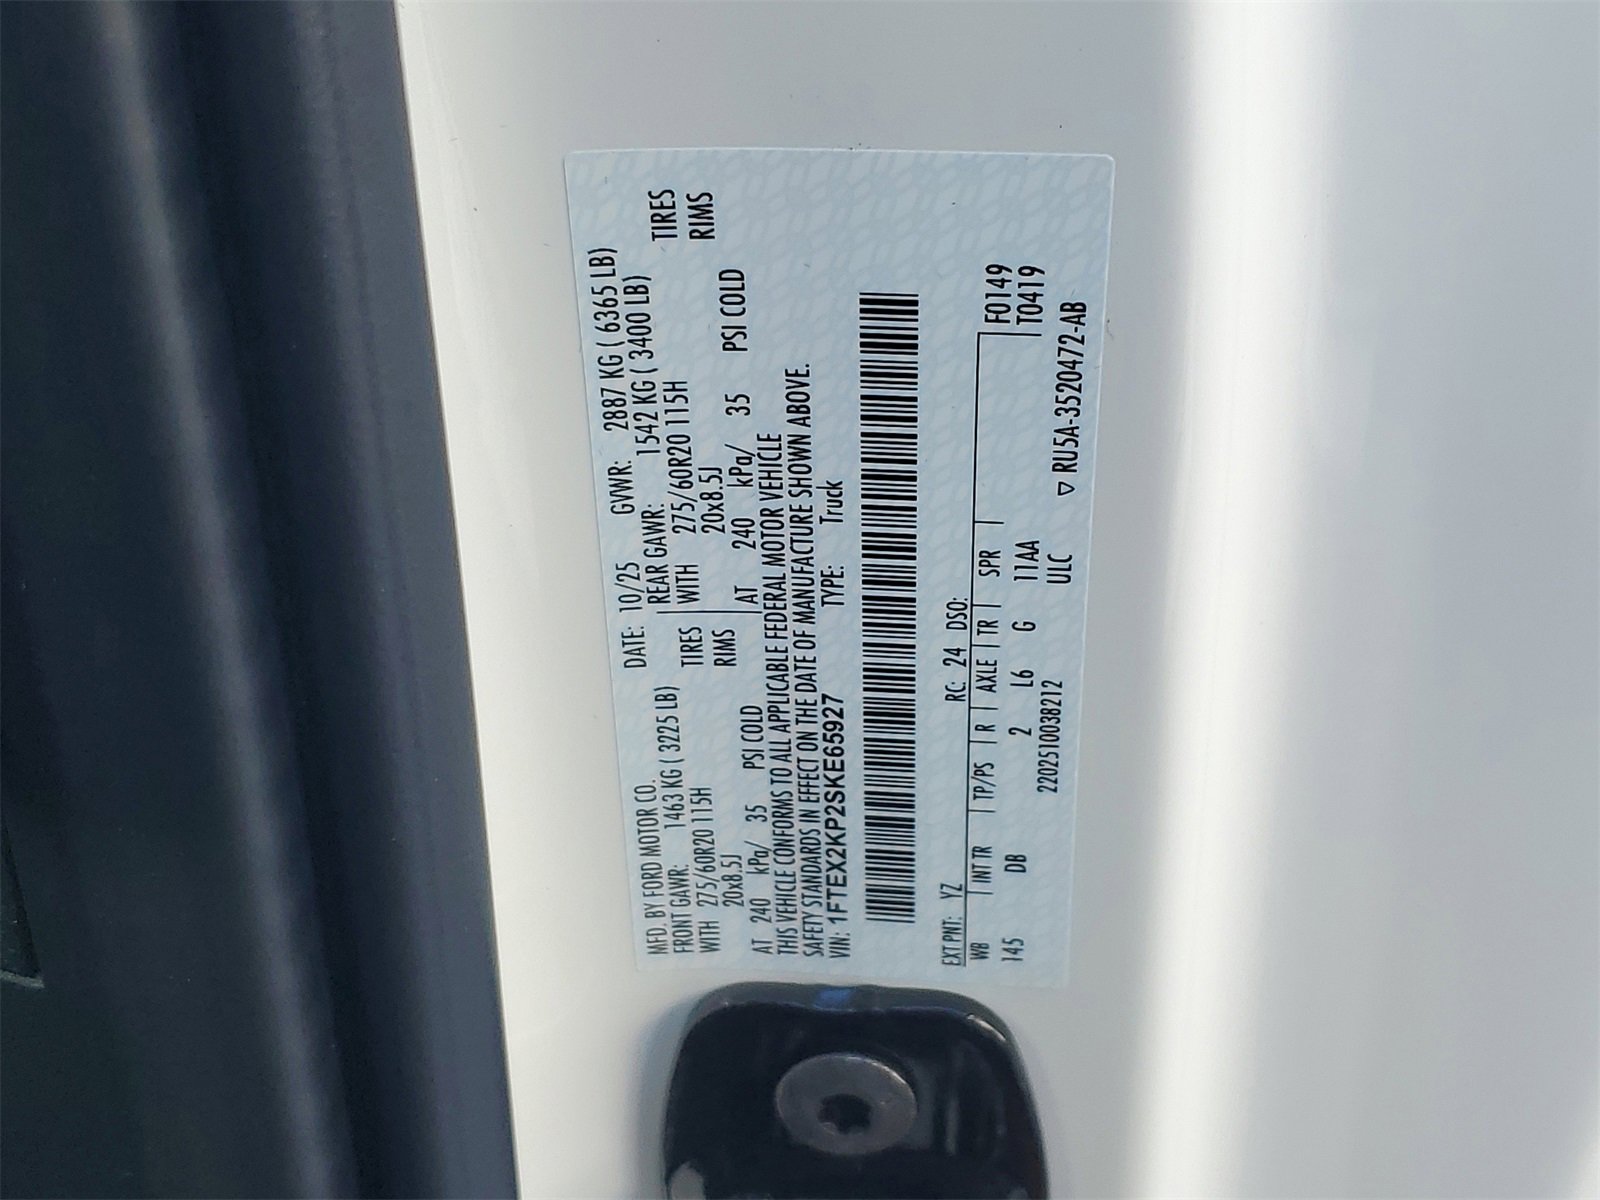 MFD. BY FORD MOTOR CO.
DATE: 10/25 GVWR: 2887 KG ( 6365 LB)
FRONT GAWR: 1463 KG ( 3225 LB) REAR GAWR: 1542 KG ( 3400 LB)
WITH 275/60R20 115H TIRES WITH 275/60R20 115H TIRES
20x8.5J RIMS 20x8.5J RIMS
AT 240 kPa/ 35 PSI COLD AT 240 kPa/ 35 PSI COLD
THIS VEHICLE CONFORMS TO ALL APPLICABLE FEDERAL MOTOR VEHICLE
SAFETY STANDARDS IN EFFECT ON THE DATE OF MANUFACTURE SHOWN ABOVE.
VIN: 1FTEX2KP2SKE65927 TYPE: Truck
EXT PNT: YZ RC: 24 DSO:
WB INT TR TP/PS R AXLE TR SPR F0149
145 DB 2 L6 G 11AA T0419
2202510038212 ULC
▽ RU5A-3520472-AB